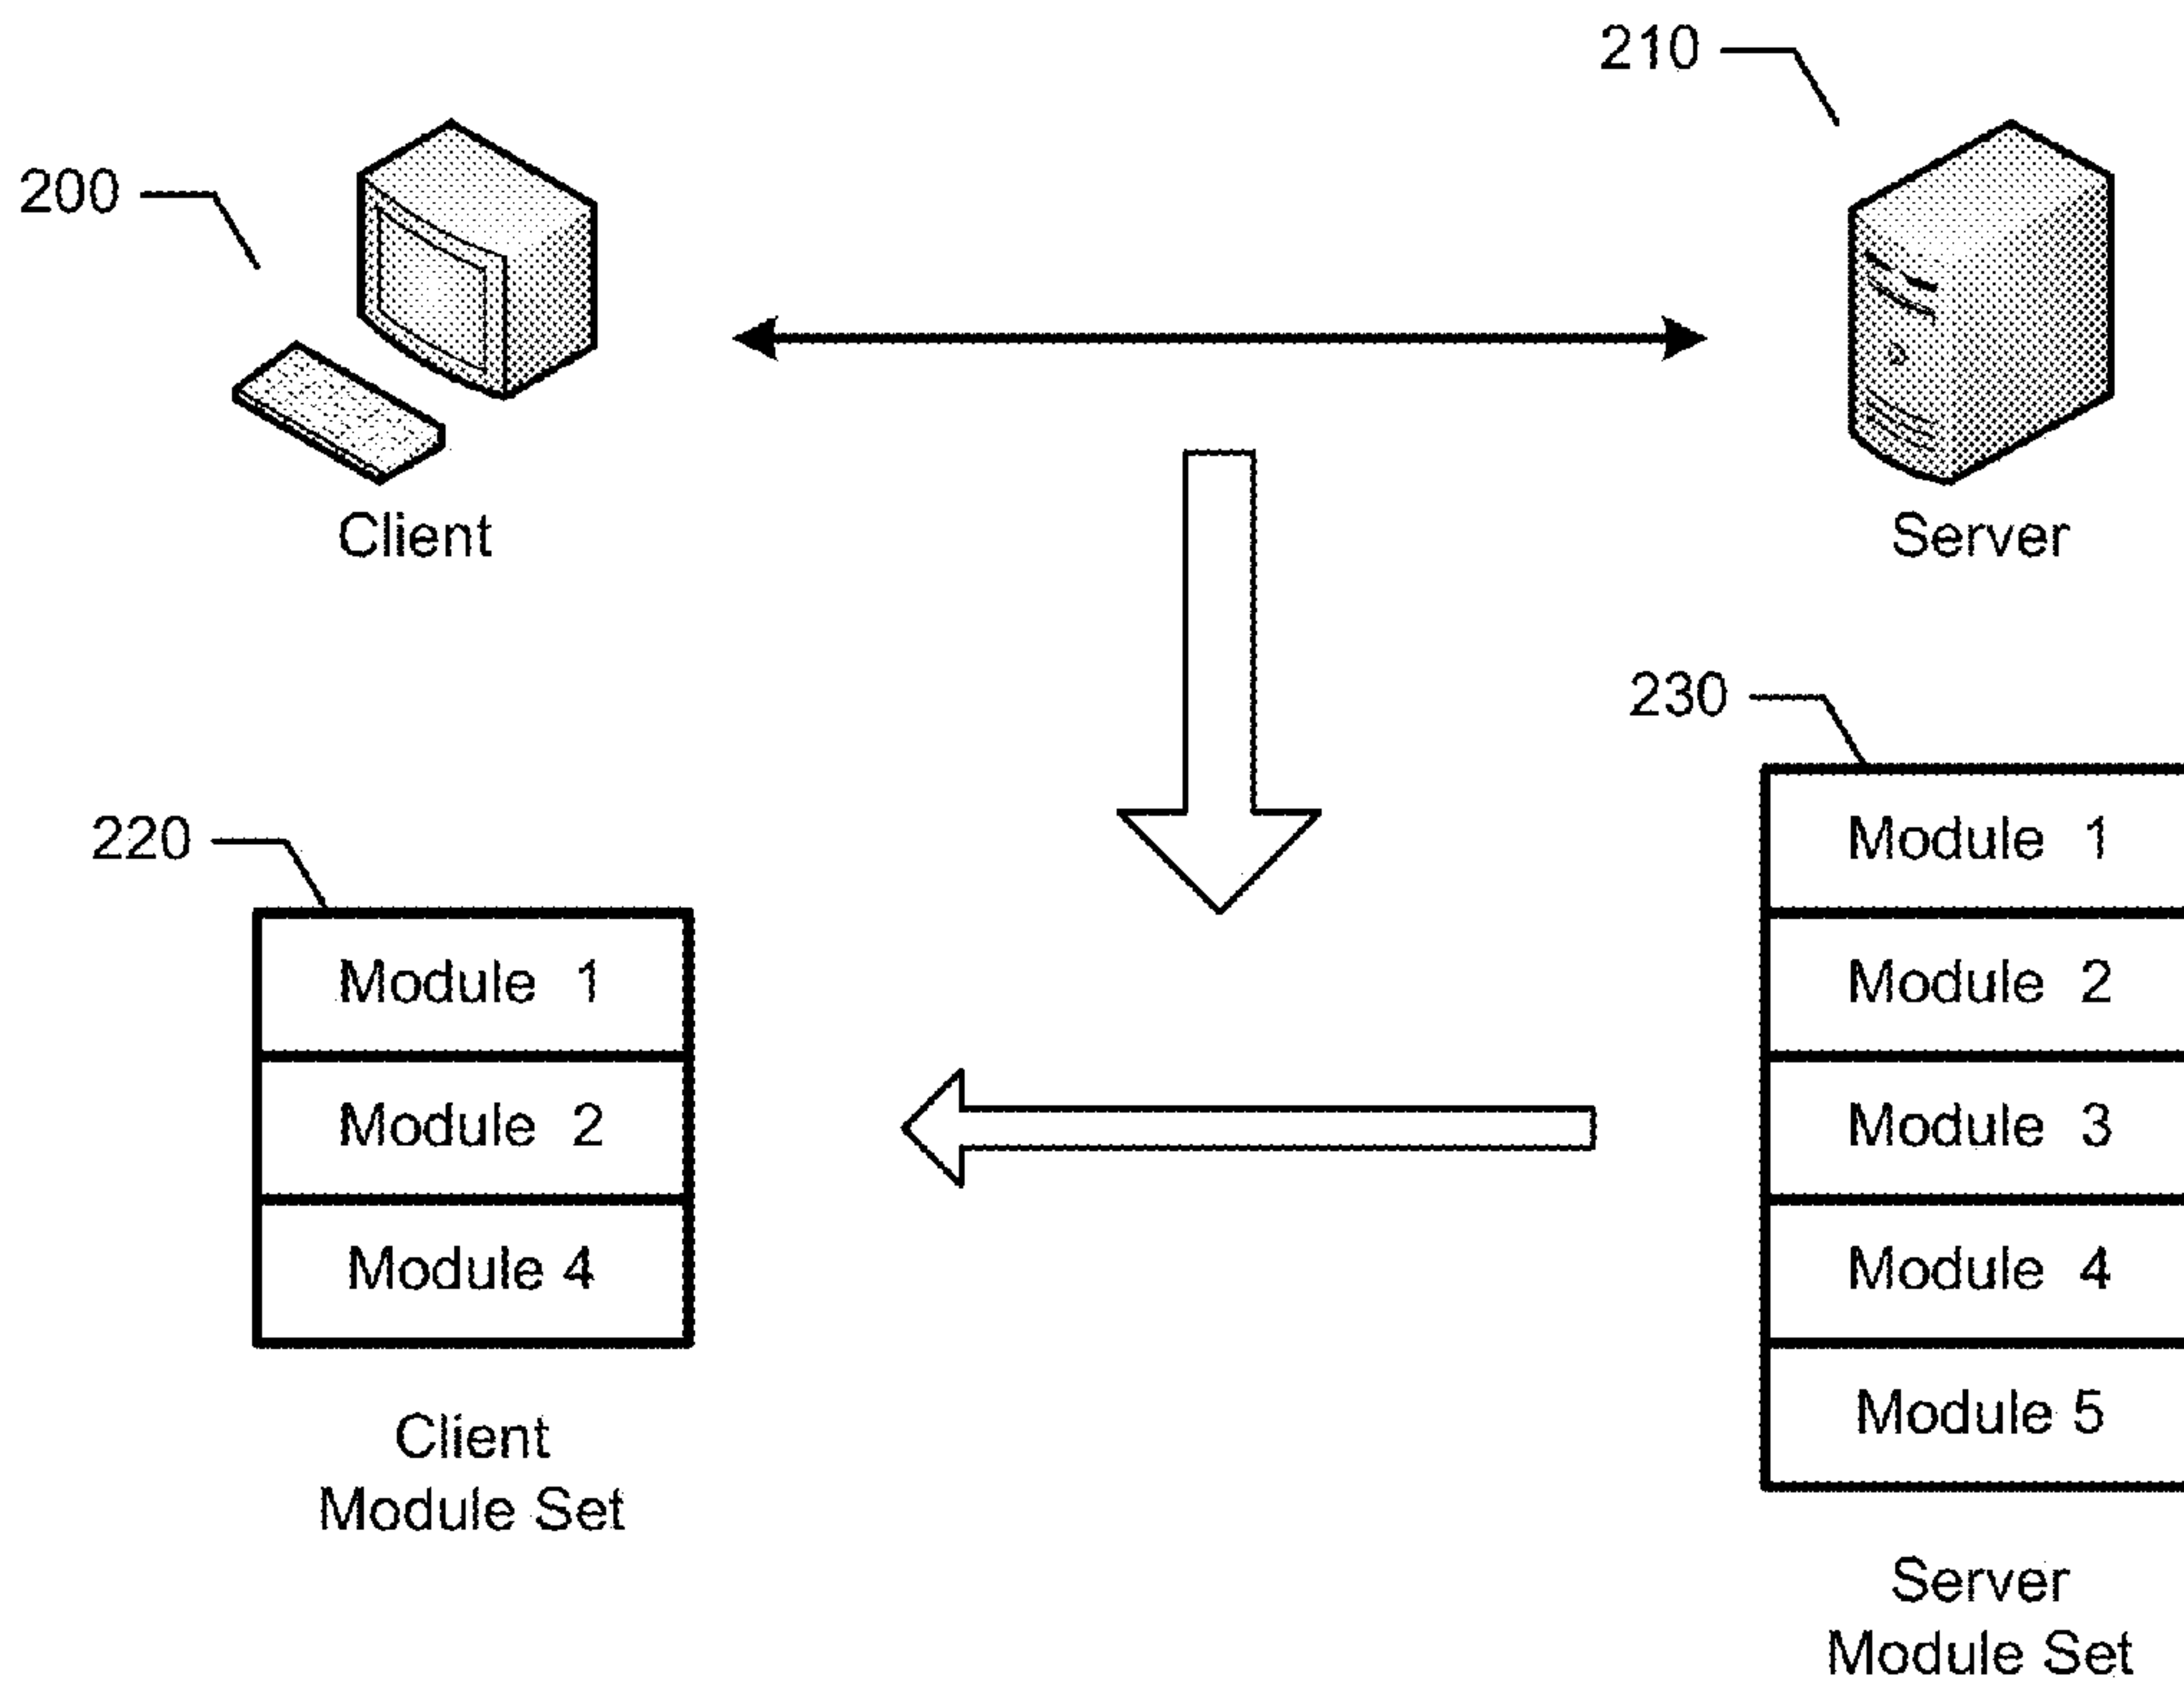 210
200
Client
Server
230
220
Module 1
Module 2
Module 3
Module 4
Module 5
Module 1
Module 2
Module 4
Client
Module Set
Server
Module Set